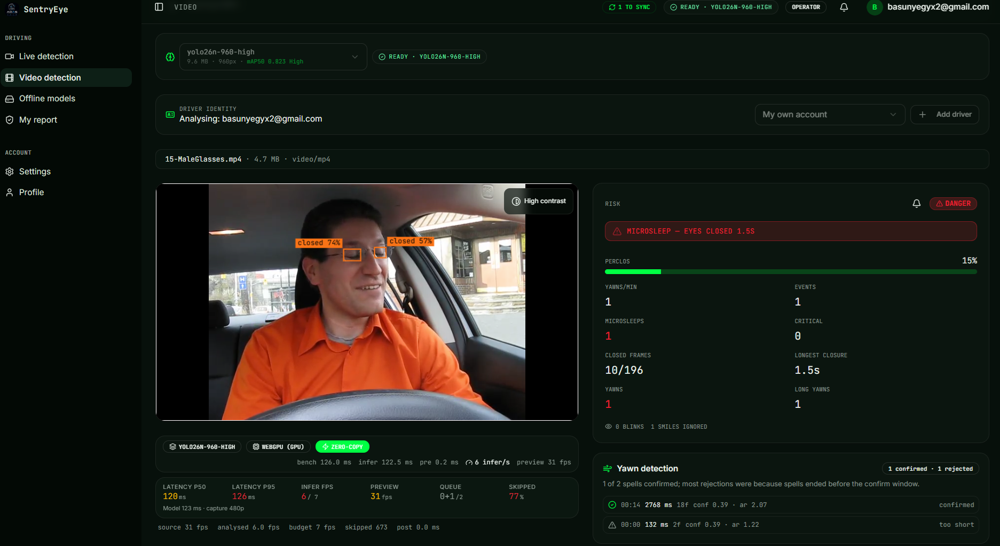 SentryEye
VIDEO
1 TO SYNC
READY · YOLO26N-960-HIGH
OPERATOR
B
basunyegyx2@gmail.com
DRIVING
Live detection
Video detection
Offline models
My report
ACCOUNT
Settings
Profile
yolo26n-960-high
9.6 MB · 960px · mAP50 0.823 High
READY · YOLO26N-960-HIGH
DRIVER IDENTITY
Analysing: basunyegyx2@gmail.com
My own account
Add driver
15-MaleGlasses.mp4 · 4.7 MB · video/mp4
High contrast
closed 74%
closed 57%
H
RISK
DANGER
MICROSLEEP — EYES CLOSED 1.5S
PERCLOS
15%
YAWNS/MIN
EVENTS
1
1
MICROSLEEPS
CRITICAL
1
0
CLOSED FRAMES
LONGEST CLOSURE
10/196
1.5s
YAWNS
LONG YAWNS
1
1
0 BLINKS 1 SMILES IGNORED
YOLO26N-960-HIGH
WEBGPU (GPU)
ZERO-COPY
bench 126.0 ms infer 122.5 ms pre 0.2 ms 6 infer/s preview 31 fps
LATENCY P50
LATENCY P95
INFER FPS
PREVIEW
QUEUE
SKIPPED
120 ms
126 ms
6 / 7
31 fps
0+1 /2
77 %
Model 123 ms · capture 480p
source 31 fps analysed 6.0 fps budget 7 fps skipped 673 post 0.0 ms
Yawn detection
1 confirmed · 1 rejected
1 of 2 spells confirmed; most rejections were because spells ended before the confirm window.
00:14 2768 ms 18f conf 0.39 · ar 2.07
confirmed
00:00 132 ms 2f conf 0.39 · ar 1.22
too short